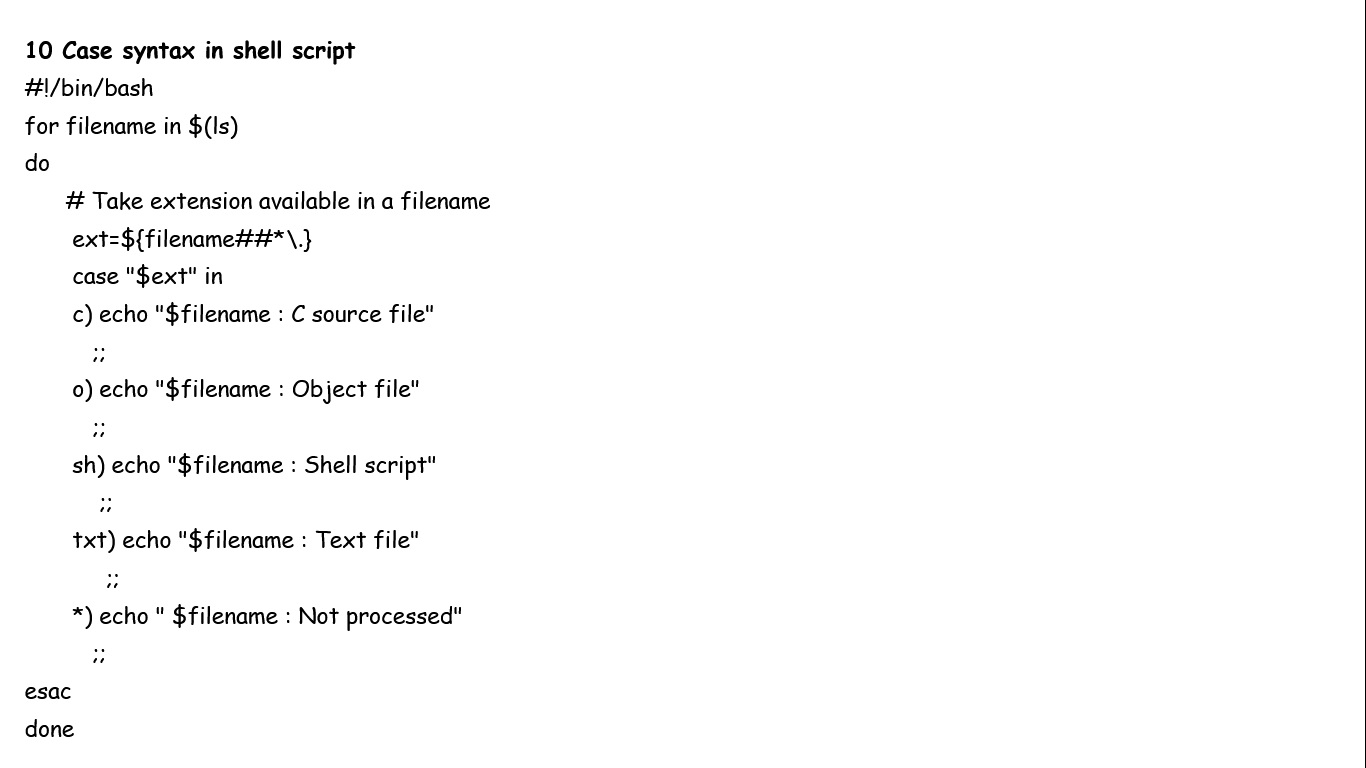 10 Case syntax in shell script
#!/bin/bash
for filename in $(ls)
do
# Take extension available in a filename
ext=${filename##*\.}
case "$ext" in
c) echo "$filename : C source file"
;;
o) echo "$filename : Object file"
;;
sh) echo "$filename : Shell script"
;;
txt) echo "$filename : Text file"
;;
*) echo " $filename : Not processed"
;;
esac
done